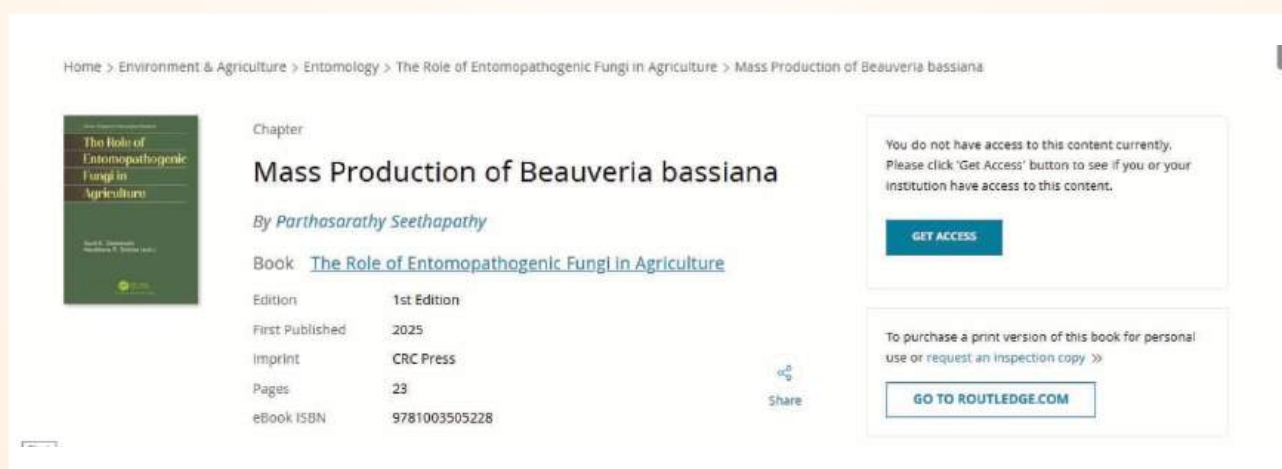 Home > Environment & Agriculture > Entomology > The Role of Entomopathogenic Fungi in Agriculture > Mass Production of Beauveria bassiana
The Role of
Entomopathogenic
Fungi in
Agriculture
Chapter
Mass Production of Beauveria bassiana
By Parthasarathy Seethapathy
Book The Role of Entomopathogenic Fungi in Agriculture
Edition 1st Edition
First Published 2025
Imprint CRC Press
Pages 23
eBook ISBN 9781003505228
Share
You do not have access to this content currently.
Please click 'Get Access' button to see if you or your
institution have access to this content.
GET ACCESS
To purchase a print version of this book for personal
use or request an inspection copy »
GO TO ROUTLEDGE.COM